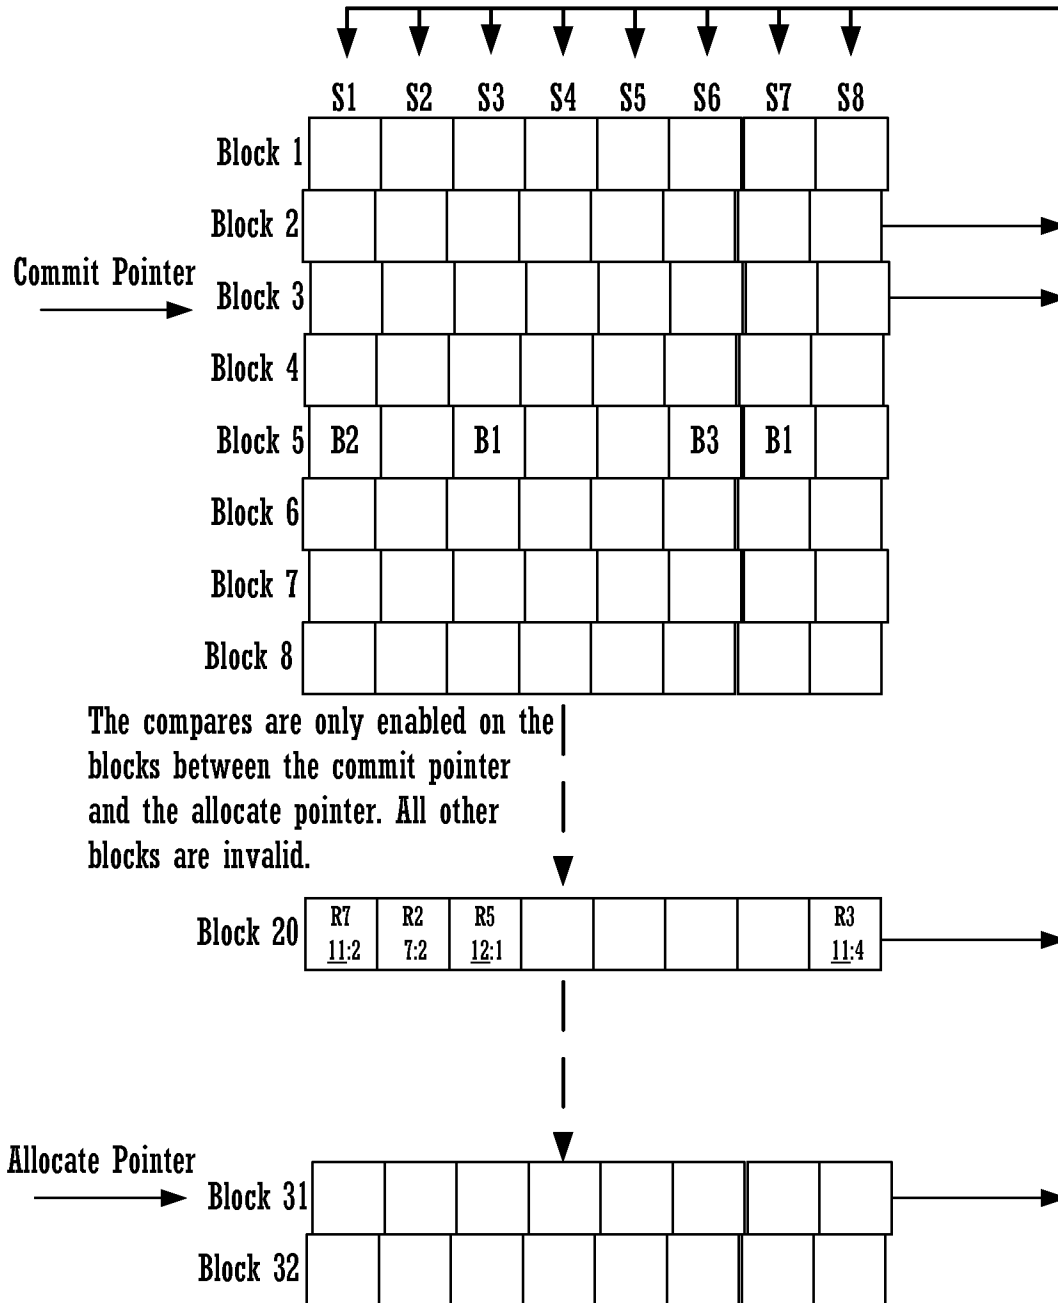 S1 S2 S3 S4 S5 S6 S7 S8
Block 1
Block 2
Commit Pointer
Block 3
Block 4
Block 5 B2 B1 B3 B1
Block 6
Block 7
Block 8
The compares are only enabled on the
blocks between the commit pointer
and the allocate pointer. All other
blocks are invalid.
Block 20
R7 R2 R5 R3
11:2 7:2 12:1 11:4
Allocate Pointer
Block 31
Block 32